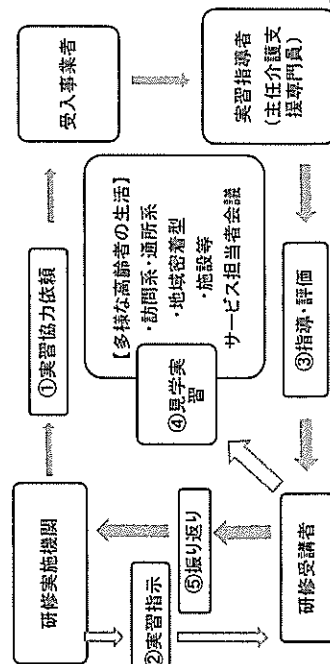 研修実施機関
①実習協力依頼
受入事業者
②実習指示
⑤振り返り
④見学実
習
【多様な高齢者の生活】
・訪問系・通所系
・地域密着型
・施設等
サービス担当者会議
研修受講者
③指導・評価
実習指導者
(主任介護支
援専門員)